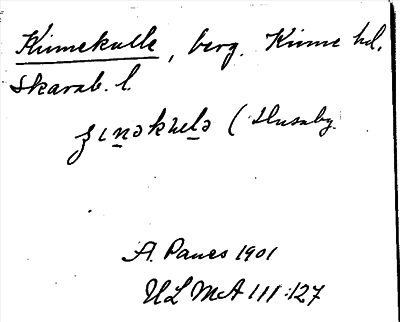 Kinnekulle, berg. Kinne hd.
Skarab. l.
(Husaby.
A. Panes 1901
ULMA 111:127